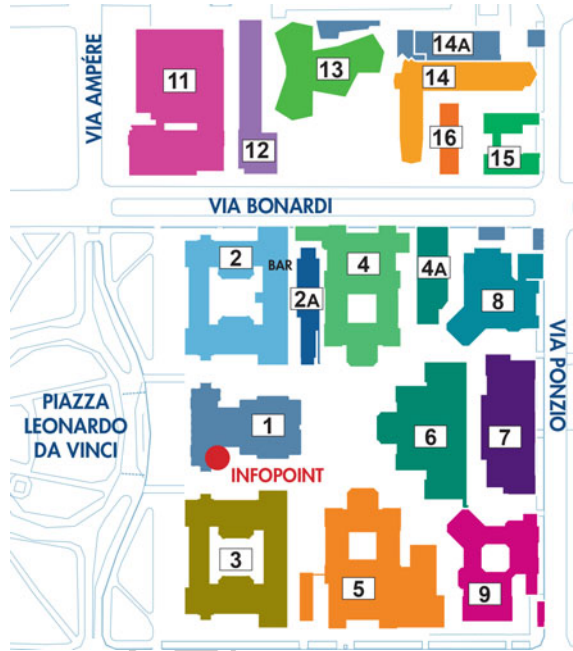 VIA AMPÉRE
11
12
13
14A
14
16
15
VIA BONARDI
2
BAR
2A
4
4A
8
VIA PONZIO
PIAZZA
LEONARDO
DA VINCI
1
INFOPOINT
6
7
3
5
9